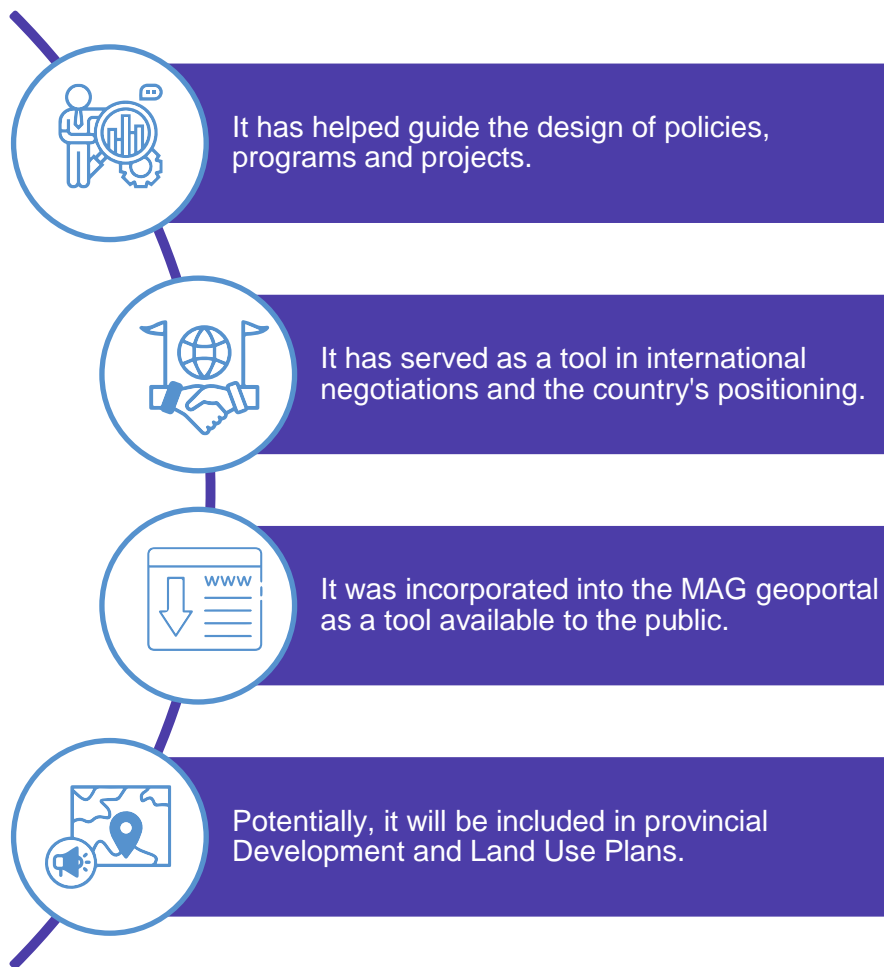 It has helped guide the design of policies,
programs and projects.
It has served as a tool in international
negotiations and the country's positioning.
www
It was incorporated into the MAG geoportal
as a tool available to the public.
Potentially, it will be included in provincial
Development and Land Use Plans.